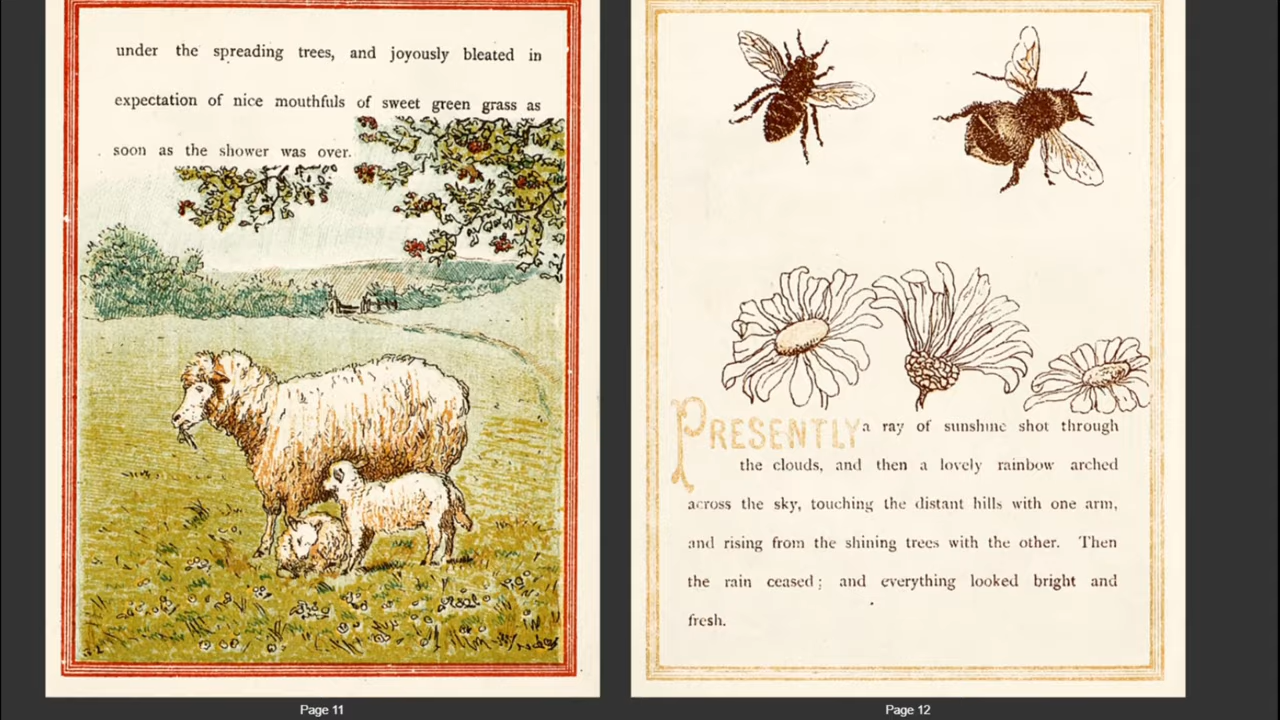 under the spreading trees, and joyously bleated in
expectation of nice mouthfuls of sweet green grass as
soon as the shower was over.
Page 11
PRESENTLY a ray of sunshine shot through
the clouds, and then a lovely rainbow arched
across the sky, touching the distant hills with one arm,
and rising from the shining trees with the other. Then
the rain ceased; and everything looked bright and
fresh.
Page 12